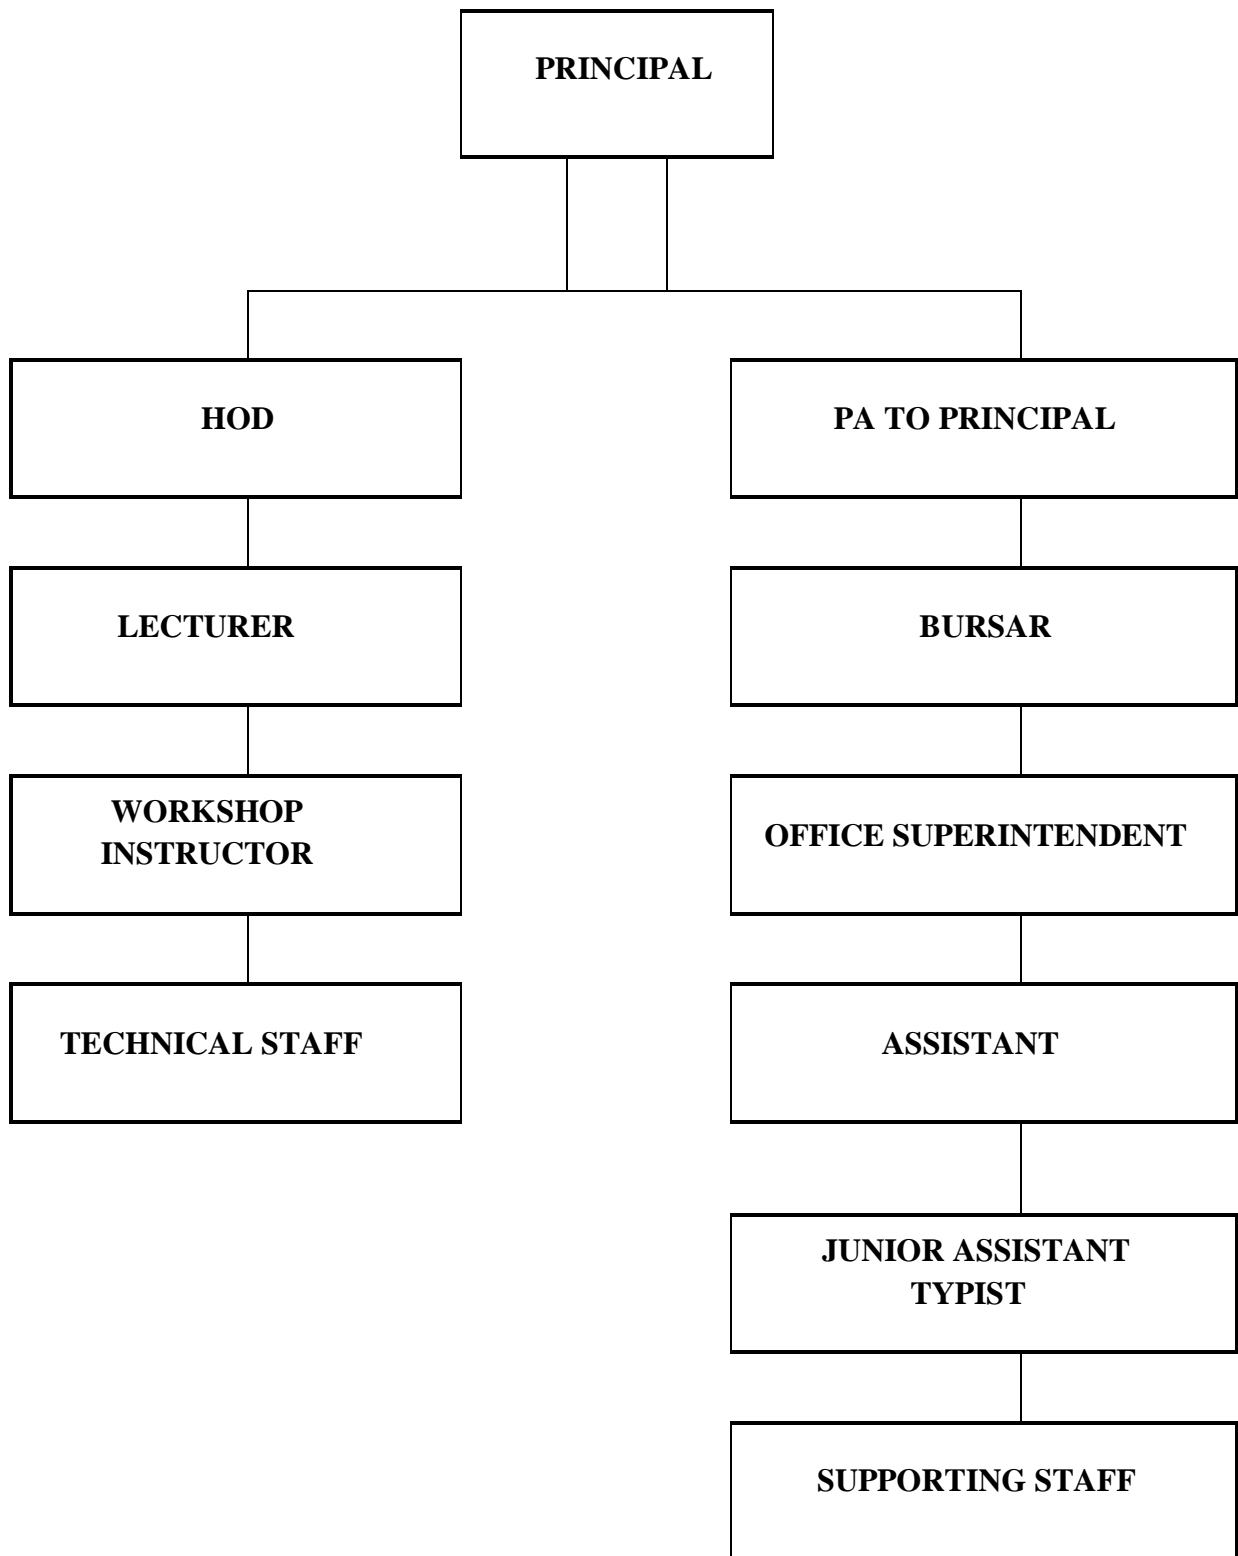 PRINCIPAL
HOD
PA TO PRINCIPAL
LECTURER
BURSAR
WORKSHOP
INSTRUCTOR
OFFICE SUPERINTENDENT
TECHNICAL STAFF
ASSISTANT
JUNIOR ASSISTANT
TYPIST
SUPPORTING STAFF